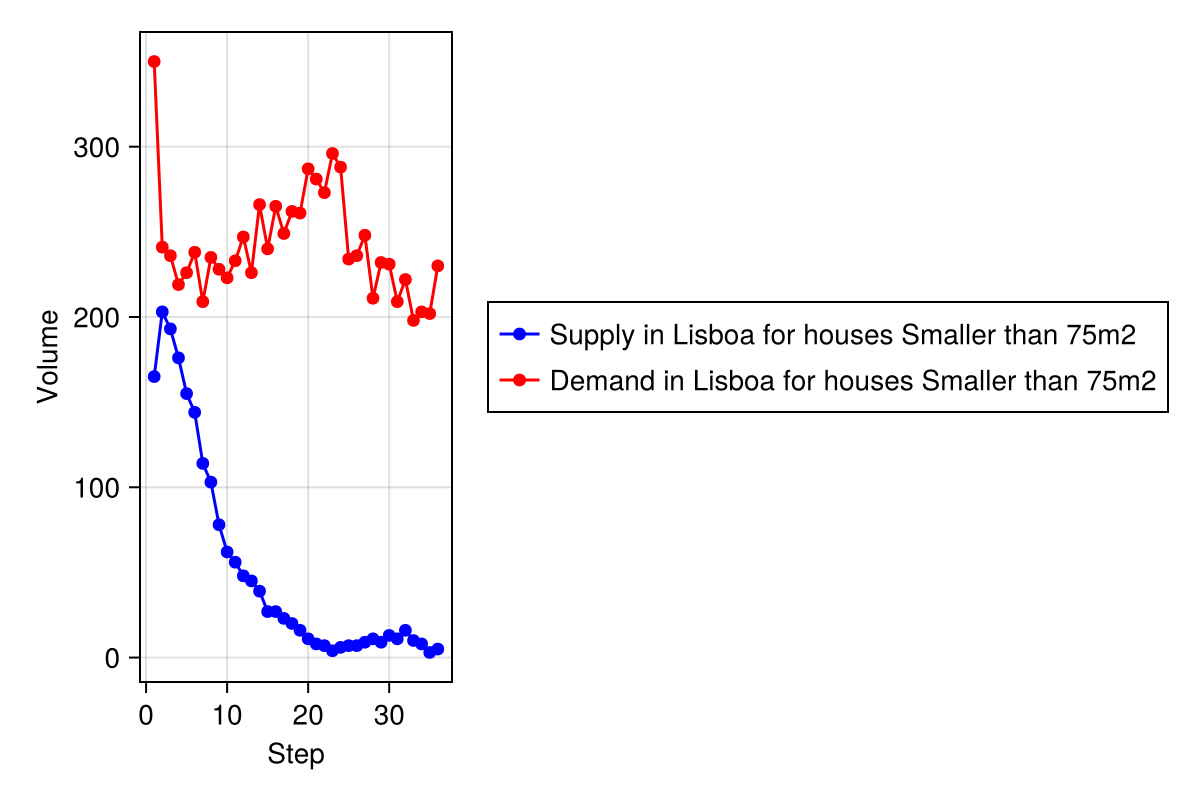 300
200
100
0
Volume
0 10 20 30
Step
Supply in Lisboa for houses Smaller than 75m2
Demand in Lisboa for houses Smaller than 75m2